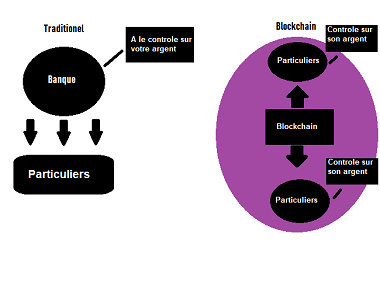 Traditionel
A le controle sur
votre argent
Banque
Particuliers
Blockchain
Controle sur
son argent
Particuliers
Blockchain
Controle sur
son argent
Particuliers